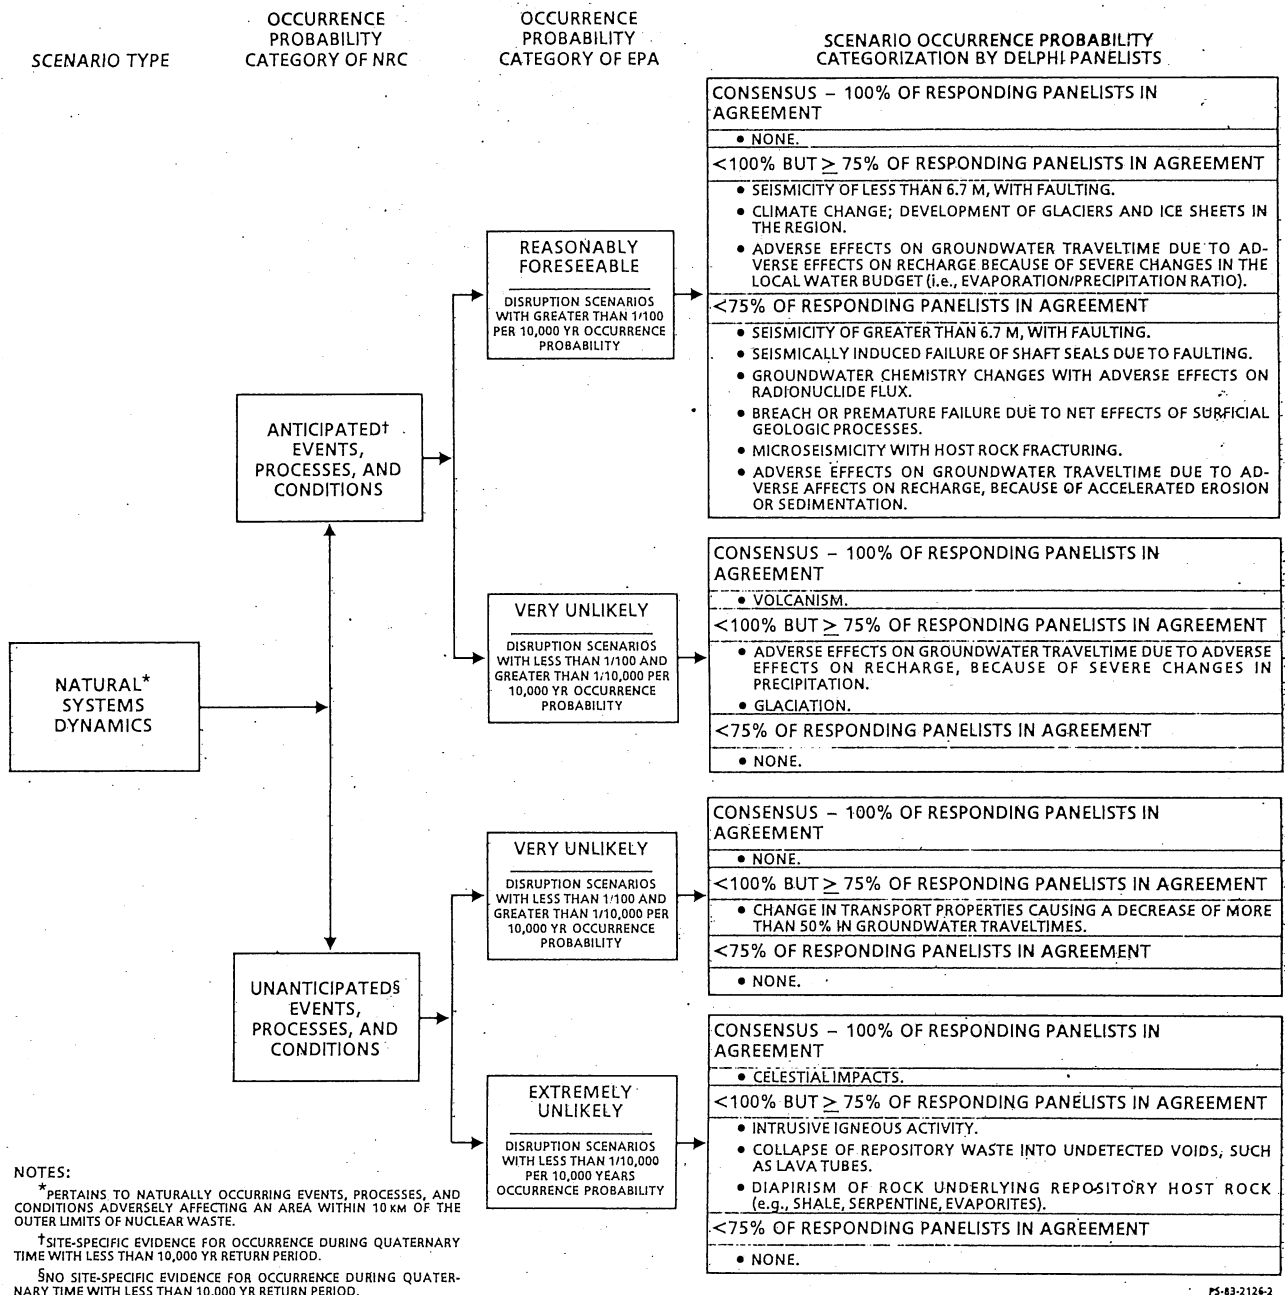 SCENARIO TYPE
OCCURRENCE
PROBABILITY
CATEGORY OF NRC
OCCURRENCE
PROBABILITY
CATEGORY OF EPA
SCENARIO OCCURRENCE PROBABILITY
CATEGORIZATION BY DELPHI PANELISTS
NATURAL*
SYSTEMS
DYNAMICS
ANTICIPATED†
EVENTS,
PROCESSES, AND
CONDITIONS
REASONABLY
FORESEEABLE
DISRUPTION SCENARIOS
WITH GREATER THAN 1/100
PER 10,000 YR OCCURRENCE
PROBABILITY
CONSENSUS – 100% OF RESPONDING PANELISTS IN
AGREEMENT
• NONE.
<100% BUT ≥ 75% OF RESPONDING PANELISTS IN AGREEMENT
• SEISMICITY OF LESS THAN 6.7 M, WITH FAULTING.
• CLIMATE CHANGE; DEVELOPMENT OF GLACIERS AND ICE SHEETS IN
THE REGION.
• ADVERSE EFFECTS ON GROUNDWATER TRAVELTIME DUE TO AD-
VERSE EFFECTS ON RECHARGE BECAUSE OF SEVERE CHANGES IN THE
LOCAL WATER BUDGET (i.e., EVAPORATION/PRECIPITATION RATIO).
<75% OF RESPONDING PANELISTS IN AGREEMENT
• SEISMICITY OF GREATER THAN 6.7 M, WITH FAULTING.
• SEISMICALLY INDUCED FAILURE OF SHAFT SEALS DUE TO FAULTING.
• GROUNDWATER CHEMISTRY CHANGES WITH ADVERSE EFFECTS ON
RADIONUCLIDE FLUX.
• BREACH OR PREMATURE FAILURE DUE TO NET EFFECTS OF SURFICIAL
GEOLOGIC PROCESSES.
• MICROSEISMICITY WITH HOST ROCK FRACTURING.
• ADVERSE EFFECTS ON GROUNDWATER TRAVELTIME DUE TO AD-
VERSE AFFECTS ON RECHARGE, BECAUSE OF ACCELERATED EROSION
OR SEDIMENTATION.
VERY UNLIKELY
DISRUPTION SCENARIOS
WITH LESS THAN 1/100 AND
GREATER THAN 1/10,000 PER
10,000 YR OCCURRENCE
PROBABILITY
CONSENSUS – 100% OF RESPONDING PANELISTS IN
AGREEMENT
• VOLCANISM.
<100% BUT ≥ 75% OF RESPONDING PANELISTS IN AGREEMENT
• ADVERSE EFFECTS ON GROUNDWATER TRAVELTIME DUE TO ADVERSE
EFFECTS ON RECHARGE, BECAUSE OF SEVERE CHANGES IN
PRECIPITATION.
• GLACIATION.
<75% OF RESPONDING PANELISTS IN AGREEMENT
• NONE.
UNANTICIPATED§
EVENTS,
PROCESSES, AND
CONDITIONS
VERY UNLIKELY
DISRUPTION SCENARIOS
WITH LESS THAN 1/100 AND
GREATER THAN 1/10,000 PER
10,000 YR OCCURRENCE
PROBABILITY
CONSENSUS – 100% OF RESPONDING PANELISTS IN
AGREEMENT
• NONE.
<100% BUT ≥ 75% OF RESPONDING PANELISTS IN AGREEMENT
• CHANGE IN TRANSPORT PROPERTIES CAUSING A DECREASE OF MORE
THAN 50% IN GROUNDWATER TRAVELTIMES.
<75% OF RESPONDING PANELISTS IN AGREEMENT
• NONE.
EXTREMELY
UNLIKELY
DISRUPTION SCENARIOS
WITH LESS THAN 1/10,000
PER 10,000 YEARS
OCCURRENCE PROBABILITY
CONSENSUS – 100% OF RESPONDING PANELISTS IN
AGREEMENT
• CELESTIAL IMPACTS.
<100% BUT ≥ 75% OF RESPONDING PANELISTS IN AGREEMENT
• INTRUSIVE IGNEOUS ACTIVITY.
• COLLAPSE OF REPOSITORY WASTE INTO UNDETECTED VOIDS, SUCH
AS LAVA TUBES.
• DIAPIRISM OF ROCK UNDERLYING REPOSITORY HOST ROCK
(e.g., SHALE, SERPENTINE, EVAPORITES).
<75% OF RESPONDING PANELISTS IN AGREEMENT
• NONE.
NOTES:
*PERTAINS TO NATURALLY OCCURRING EVENTS, PROCESSES, AND
CONDITIONS ADVERSELY AFFECTING AN AREA WITHIN 10 KM OF THE
OUTER LIMITS OF NUCLEAR WASTE.
†SITE-SPECIFIC EVIDENCE FOR OCCURRENCE DURING QUATERNARY
TIME WITH LESS THAN 10,000 YR RETURN PERIOD.
§NO SITE-SPECIFIC EVIDENCE FOR OCCURRENCE DURING QUATER-
NARY TIME WITH LESS THAN 10,000 YR RETURN PERIOD.
PS-83-2126-2